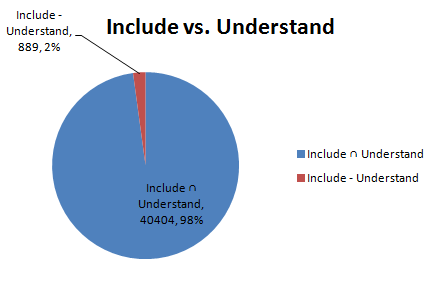 Include vs. Understand
Include -
Understand,
889, 2%
Include ∩
Understand,
40404, 98%
Include ∩ Understand
Include - Understand